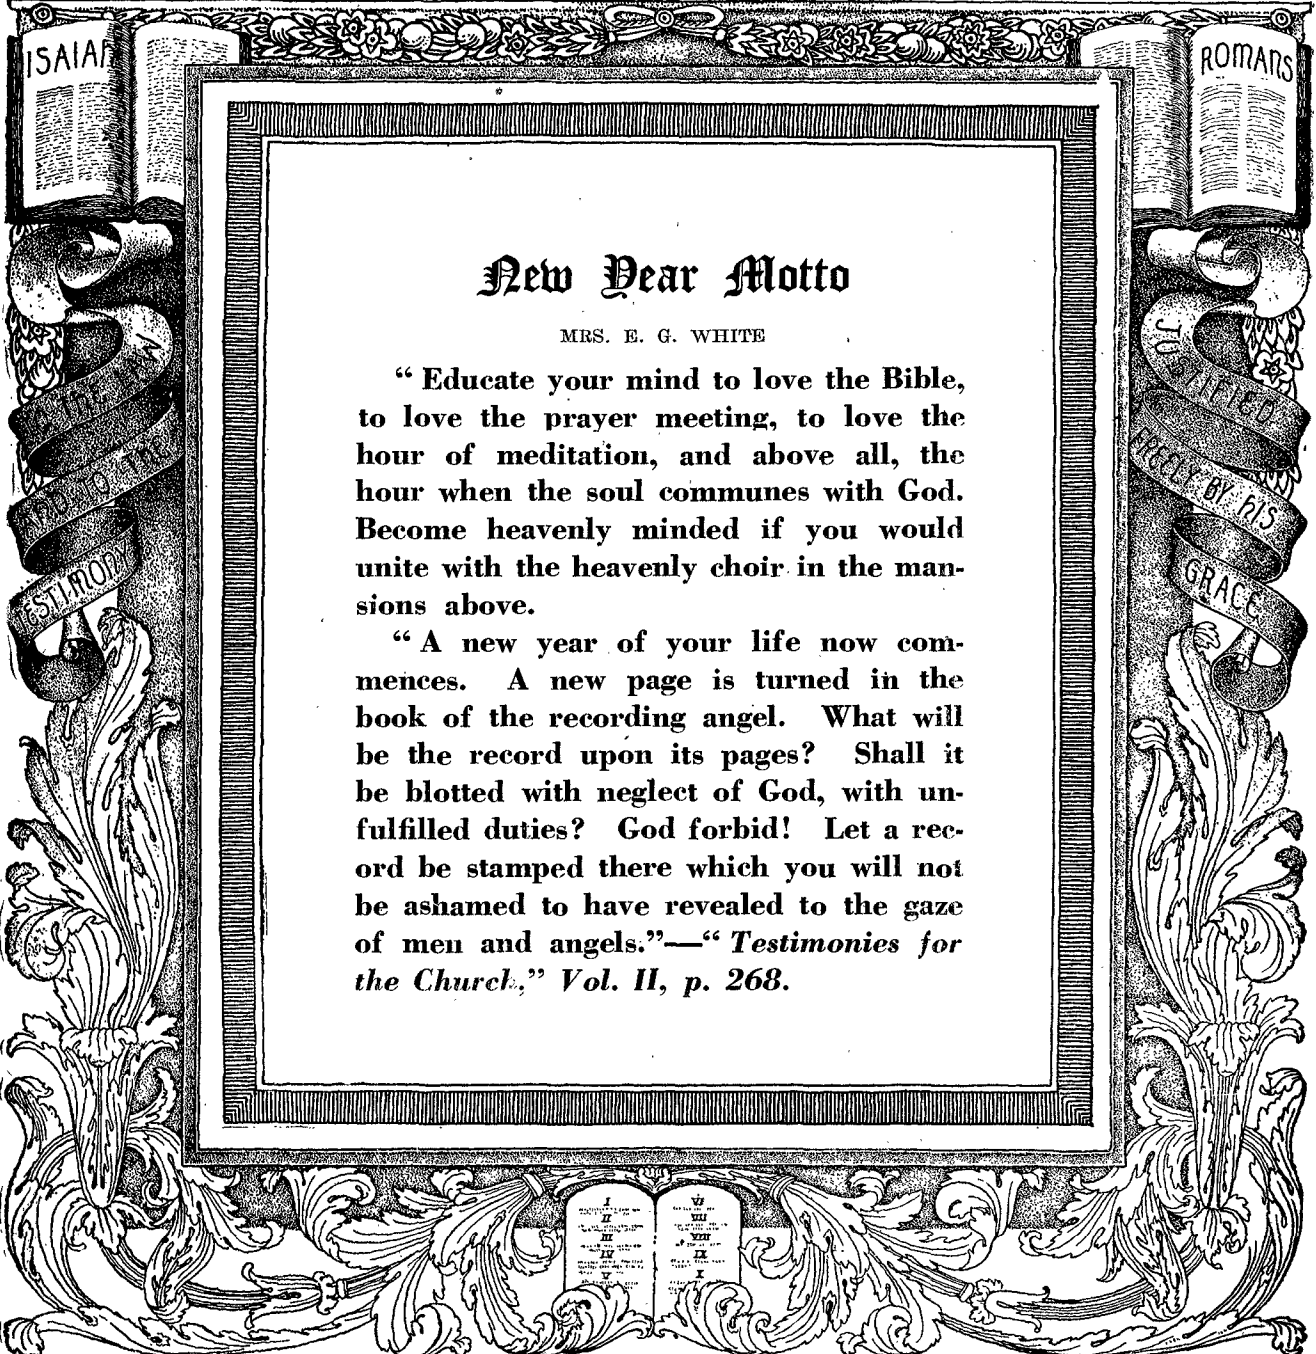 ISAIAH
ROMANS
New Year Motto
MRS. E. G. WHITE
“ Educate your mind to love the Bible,
to love the prayer meeting, to love the
hour of meditation, and above all, the
hour when the soul communes with God.
Become heavenly minded if you would
unite with the heavenly choir in the man-
sions above.
“ A new year of your life now com-
mences. A new page is turned in the
book of the recording angel. What will
be the record upon its pages? Shall it
be blotted with neglect of God, with un-
fulfilled duties? God forbid! Let a rec-
ord be stamped there which you will not
be ashamed to have revealed to the gaze
of men and angels.”—“ Testimonies for
the Church,” Vol. II, p. 268.
TO THE LAW
AND TO THE
TESTIMONY
JUSTIFIED
FREELY BY HIS
GRACE
I
II
III
IV
V
VI
VII
VIII
IX
X